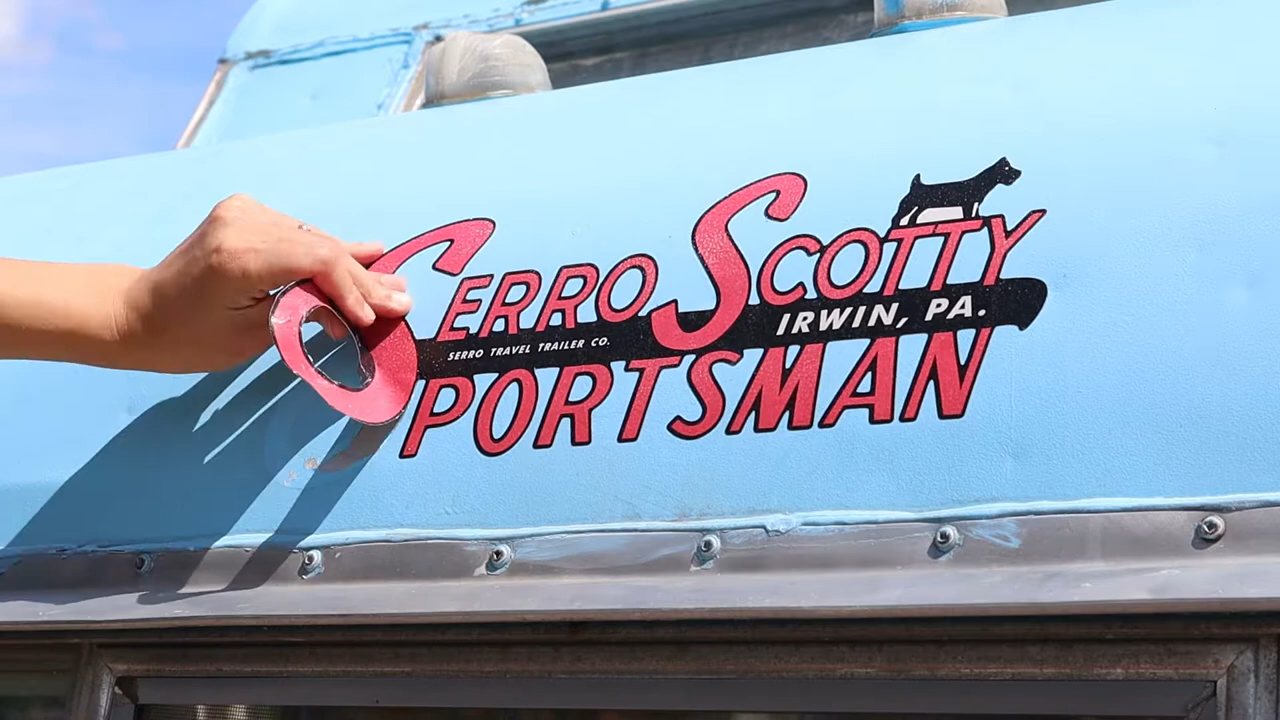 SERRO SCOTTY
IRWIN, PA.
SERRO TRAVEL TRAILER CO.
SPORTSMAN